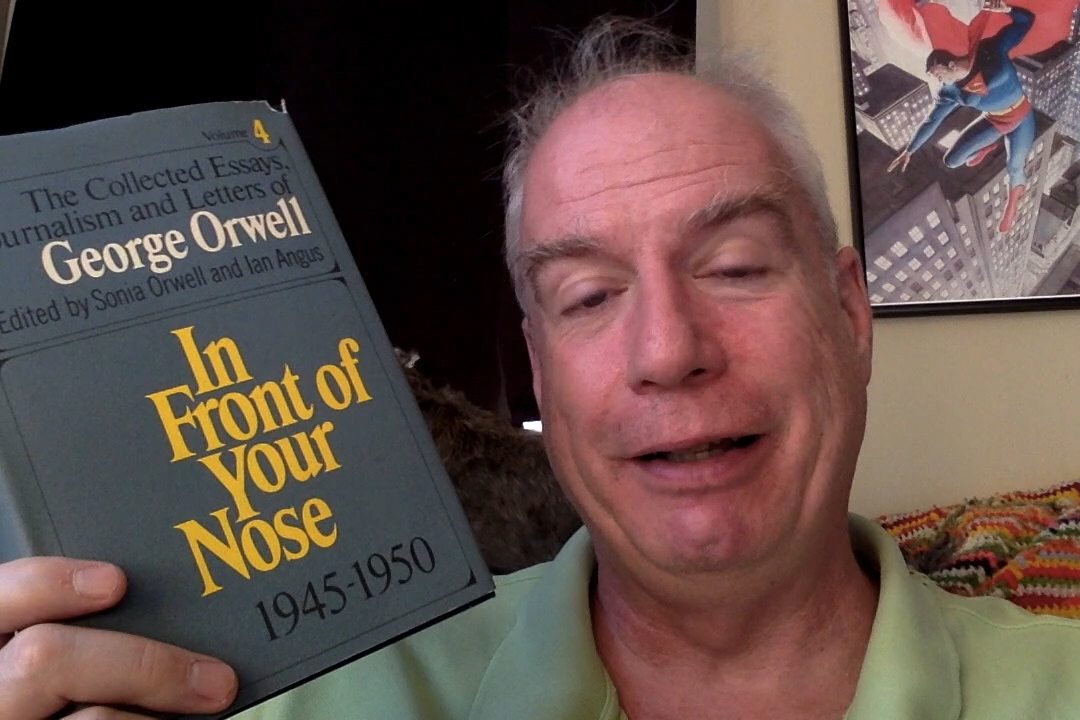 Volume 4
The Collected Essays,
ournalism and Letters of
George Orwell
Edited by Sonia Orwell and Ian Angus
In
Front of
Your
Nose
1945-1950